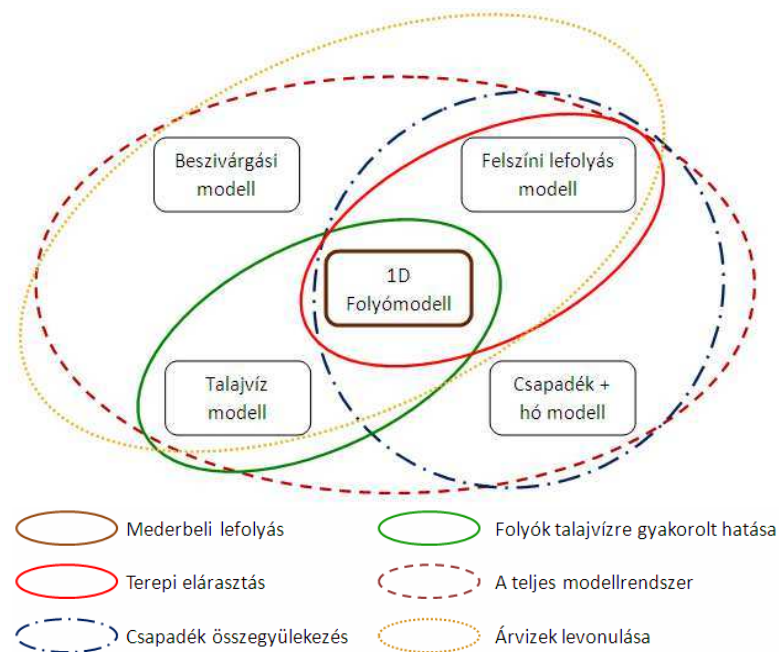 Beszivárgási
modell
Felszíni lefolyás
modell
1D
Folyómodell
Talajvíz
modell
Csapadék +
hó modell
Mederbeli lefolyás
Folyók talajvízre gyakorolt hatása
Terepi elárasztás
A teljes modellrendszer
Csapadék összegyülekezés
Árvizek levonulása